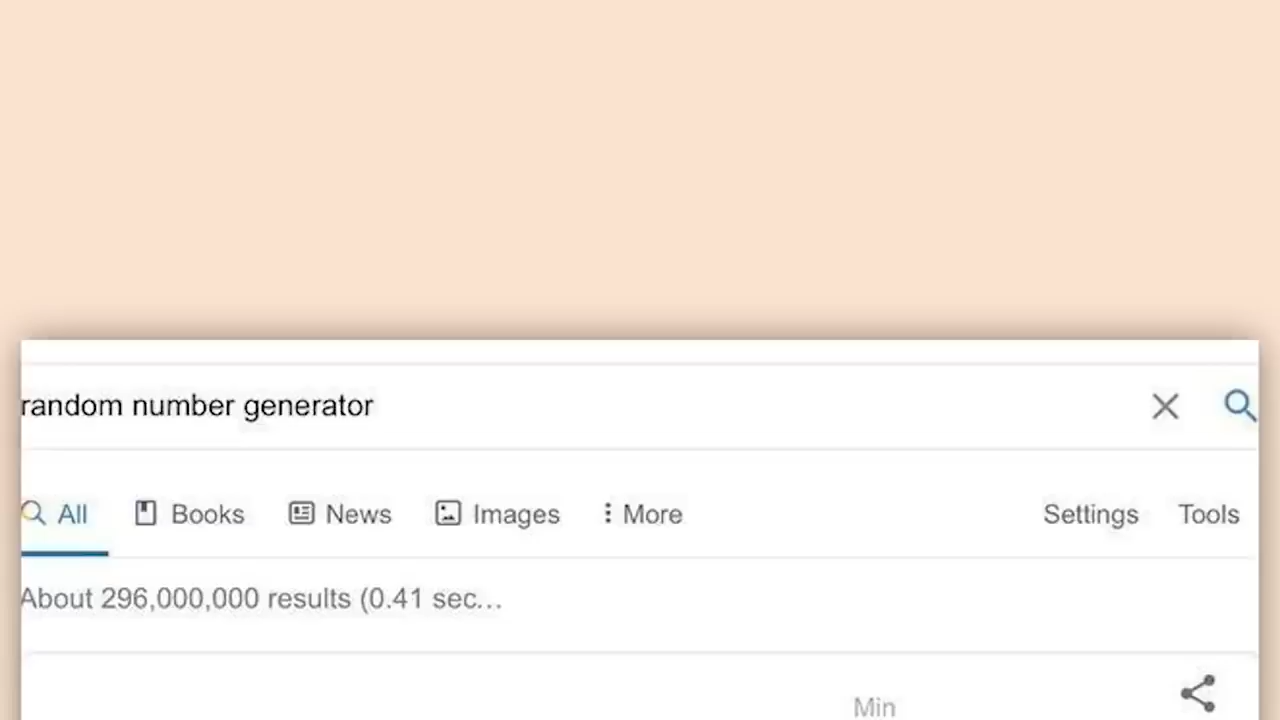 random number generator
All Books News Images More Settings Tools
About 296,000,000 results (0.41 sec...
Min